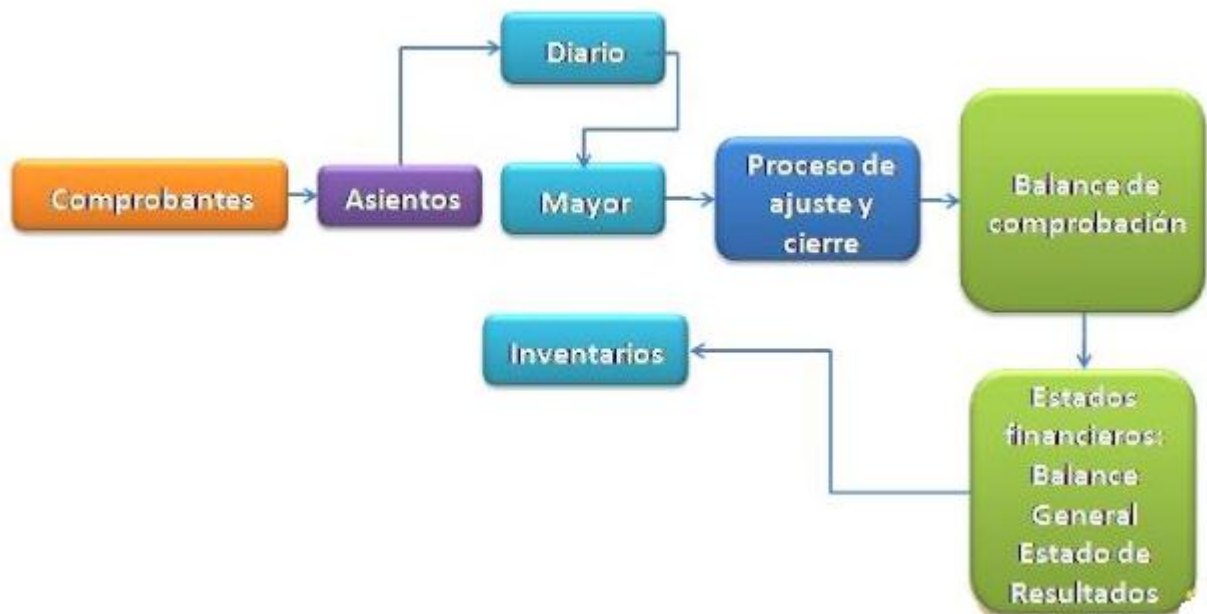 Diario
Comprobantes
Asientos
Mayor
Proceso de
ajuste y
cierre
Balance de
comprobación
Inventarios
Estados
financieros:
Balance
General
Estado de
Resultados